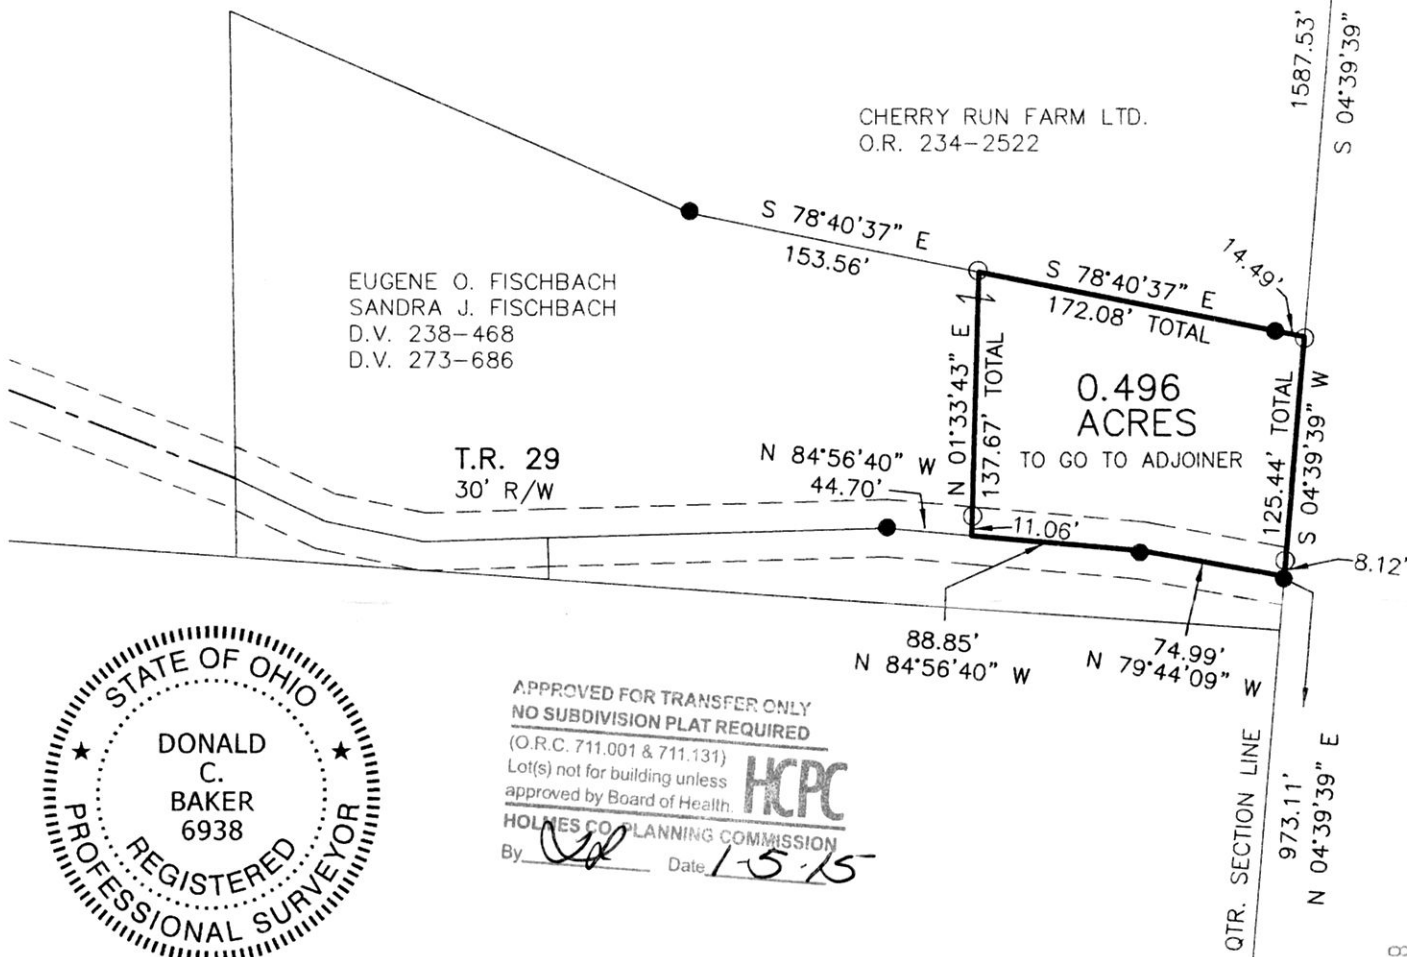 1587.53'
S 04°39'39"
CHERRY RUN FARM LTD.
O.R. 234-2522
S 78°40'37" E
153.56'
S 78°40'37" E
172.08' TOTAL
14.49'
EUGENE O. FISCHBACH
SANDRA J. FISCHBACH
D.V. 238-468
D.V. 273-686
N 01°33'43" E
137.67' TOTAL
0.496
ACRES
TO GO TO ADJOINER
125.44' TOTAL
S 04°39'39" W
T.R. 29
30' R/W
N 84°56'40" W
44.70'
11.06'
8.12'
88.85'
N 84°56'40" W
74.99'
N 79°44'09" W
QTR. SECTION LINE
973.11'
N 04°39'39" E
STATE OF OHIO
DONALD
C.
BAKER
6938
REGISTERED
PROFESSIONAL SURVEYOR
APPROVED FOR TRANSFER ONLY
NO SUBDIVISION PLAT REQUIRED
(O.R.C. 711.001 & 711.131)
Lot(s) not for building unless
approved by Board of Health.
HCPC
HOLMES CO. PLANNING COMMISSION
By Date 1-5-15
8